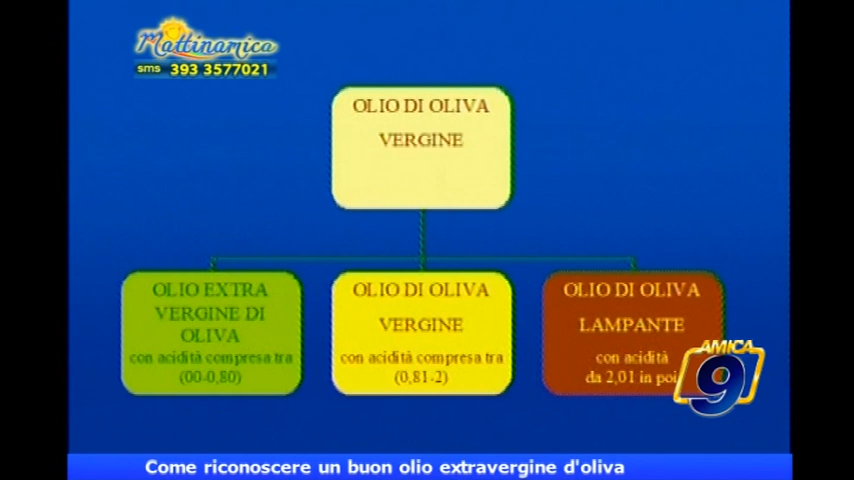 Mattinamica
sms 393 3577021
OLIO DI OLIVA
VERGINE
OLIO EXTRA
VERGINE DI
OLIVA
con acidità compresa tra
(00-0,80)
OLIO DI OLIVA
VERGINE
con acidità compresa tra
(0,81-2)
OLIO DI OLIVA
LAMPANTE
con acidità
da 2,01 in poi
AMICA
9
Come riconoscere un buon olio extravergine d'oliva